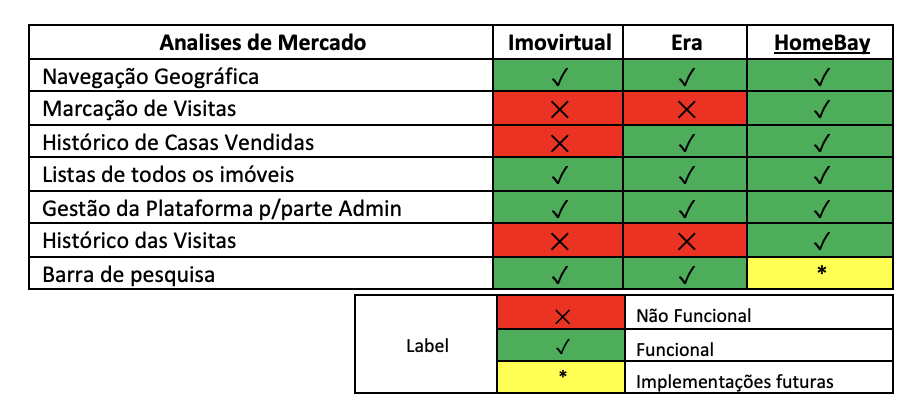 Analises de Mercado Imovirtual Era HomeBay
Navegação Geográfica ✓ ✓ ✓
Marcação de Visitas ✕ ✕ ✓
Histórico de Casas Vendidas ✕ ✓ ✓
Listas de todos os imóveis ✓ ✓ ✓
Gestão da Plataforma p/parte Admin ✓ ✓ ✓
Histórico das Visitas ✕ ✕ ✓
Barra de pesquisa ✓ ✓ *
✕ Não Funcional
Label ✓ Funcional
* Implementações futuras